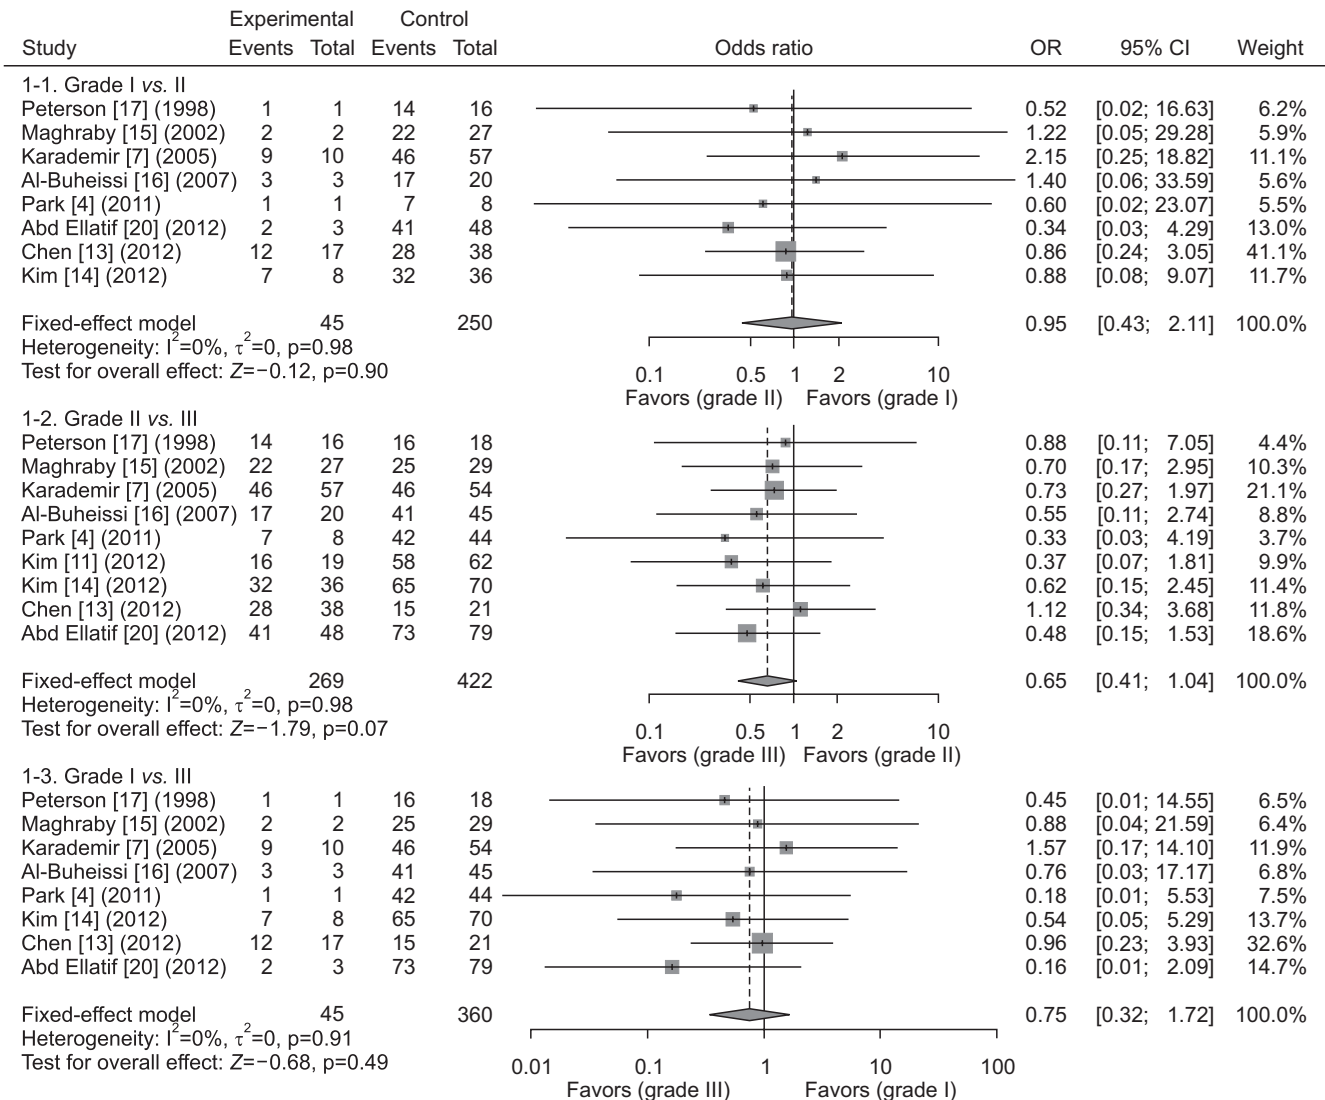 Experimental Control
Study Events Total Events Total Odds ratio OR 95% CI Weight
1-1. Grade I vs. II
Peterson [17] (1998) 1 1 14 16 0.52 [0.02; 16.63] 6.2%
Maghraby [15] (2002) 2 2 22 27 1.22 [0.05; 29.28] 5.9%
Karademir [7] (2005) 9 10 46 57 2.15 [0.25; 18.82] 11.1%
Al-Buheissi [16] (2007) 3 3 17 20 1.40 [0.06; 33.59] 5.6%
Park [4] (2011) 1 1 7 8 0.60 [0.02; 23.07] 5.5%
Abd Ellatif [20] (2012) 2 3 41 48 0.34 [0.03; 4.29] 13.0%
Chen [13] (2012) 12 17 28 38 0.86 [0.24; 3.05] 41.1%
Kim [14] (2012) 7 8 32 36 0.88 [0.08; 9.07] 11.7%
Fixed-effect model 45 250 0.95 [0.43; 2.11] 100.0%
Heterogeneity: I²=0%, τ²=0, p=0.98
Test for overall effect: Z=−0.12, p=0.90
0.1 0.5 1 2 10
Favors (grade II) Favors (grade I)
1-2. Grade II vs. III
Peterson [17] (1998) 14 16 16 18 0.88 [0.11; 7.05] 4.4%
Maghraby [15] (2002) 22 27 25 29 0.70 [0.17; 2.95] 10.3%
Karademir [7] (2005) 46 57 46 54 0.73 [0.27; 1.97] 21.1%
Al-Buheissi [16] (2007) 17 20 41 45 0.55 [0.11; 2.74] 8.8%
Park [4] (2011) 7 8 42 44 0.33 [0.03; 4.19] 3.7%
Kim [11] (2012) 16 19 58 62 0.37 [0.07; 1.81] 9.9%
Kim [14] (2012) 32 36 65 70 0.62 [0.15; 2.45] 11.4%
Chen [13] (2012) 28 38 15 21 1.12 [0.34; 3.68] 11.8%
Abd Ellatif [20] (2012) 41 48 73 79 0.48 [0.15; 1.53] 18.6%
Fixed-effect model 269 422 0.65 [0.41; 1.04] 100.0%
Heterogeneity: I²=0%, τ²=0, p=0.98
Test for overall effect: Z=−1.79, p=0.07
0.1 0.5 1 2 10
Favors (grade III) Favors (grade II)
1-3. Grade I vs. III
Peterson [17] (1998) 1 1 16 18 0.45 [0.01; 14.55] 6.5%
Maghraby [15] (2002) 2 2 25 29 0.88 [0.04; 21.59] 6.4%
Karademir [7] (2005) 9 10 46 54 1.57 [0.17; 14.10] 11.9%
Al-Buheissi [16] (2007) 3 3 41 45 0.76 [0.03; 17.17] 6.8%
Park [4] (2011) 1 1 42 44 0.18 [0.01; 5.53] 7.5%
Kim [14] (2012) 7 8 65 70 0.54 [0.05; 5.29] 13.7%
Chen [13] (2012) 12 17 15 21 0.96 [0.23; 3.93] 32.6%
Abd Ellatif [20] (2012) 2 3 73 79 0.16 [0.01; 2.09] 14.7%
Fixed-effect model 45 360 0.75 [0.32; 1.72] 100.0%
Heterogeneity: I²=0%, τ²=0, p=0.91
Test for overall effect: Z=−0.68, p=0.49
0.01 0.1 1 10 100
Favors (grade III) Favors (grade I)